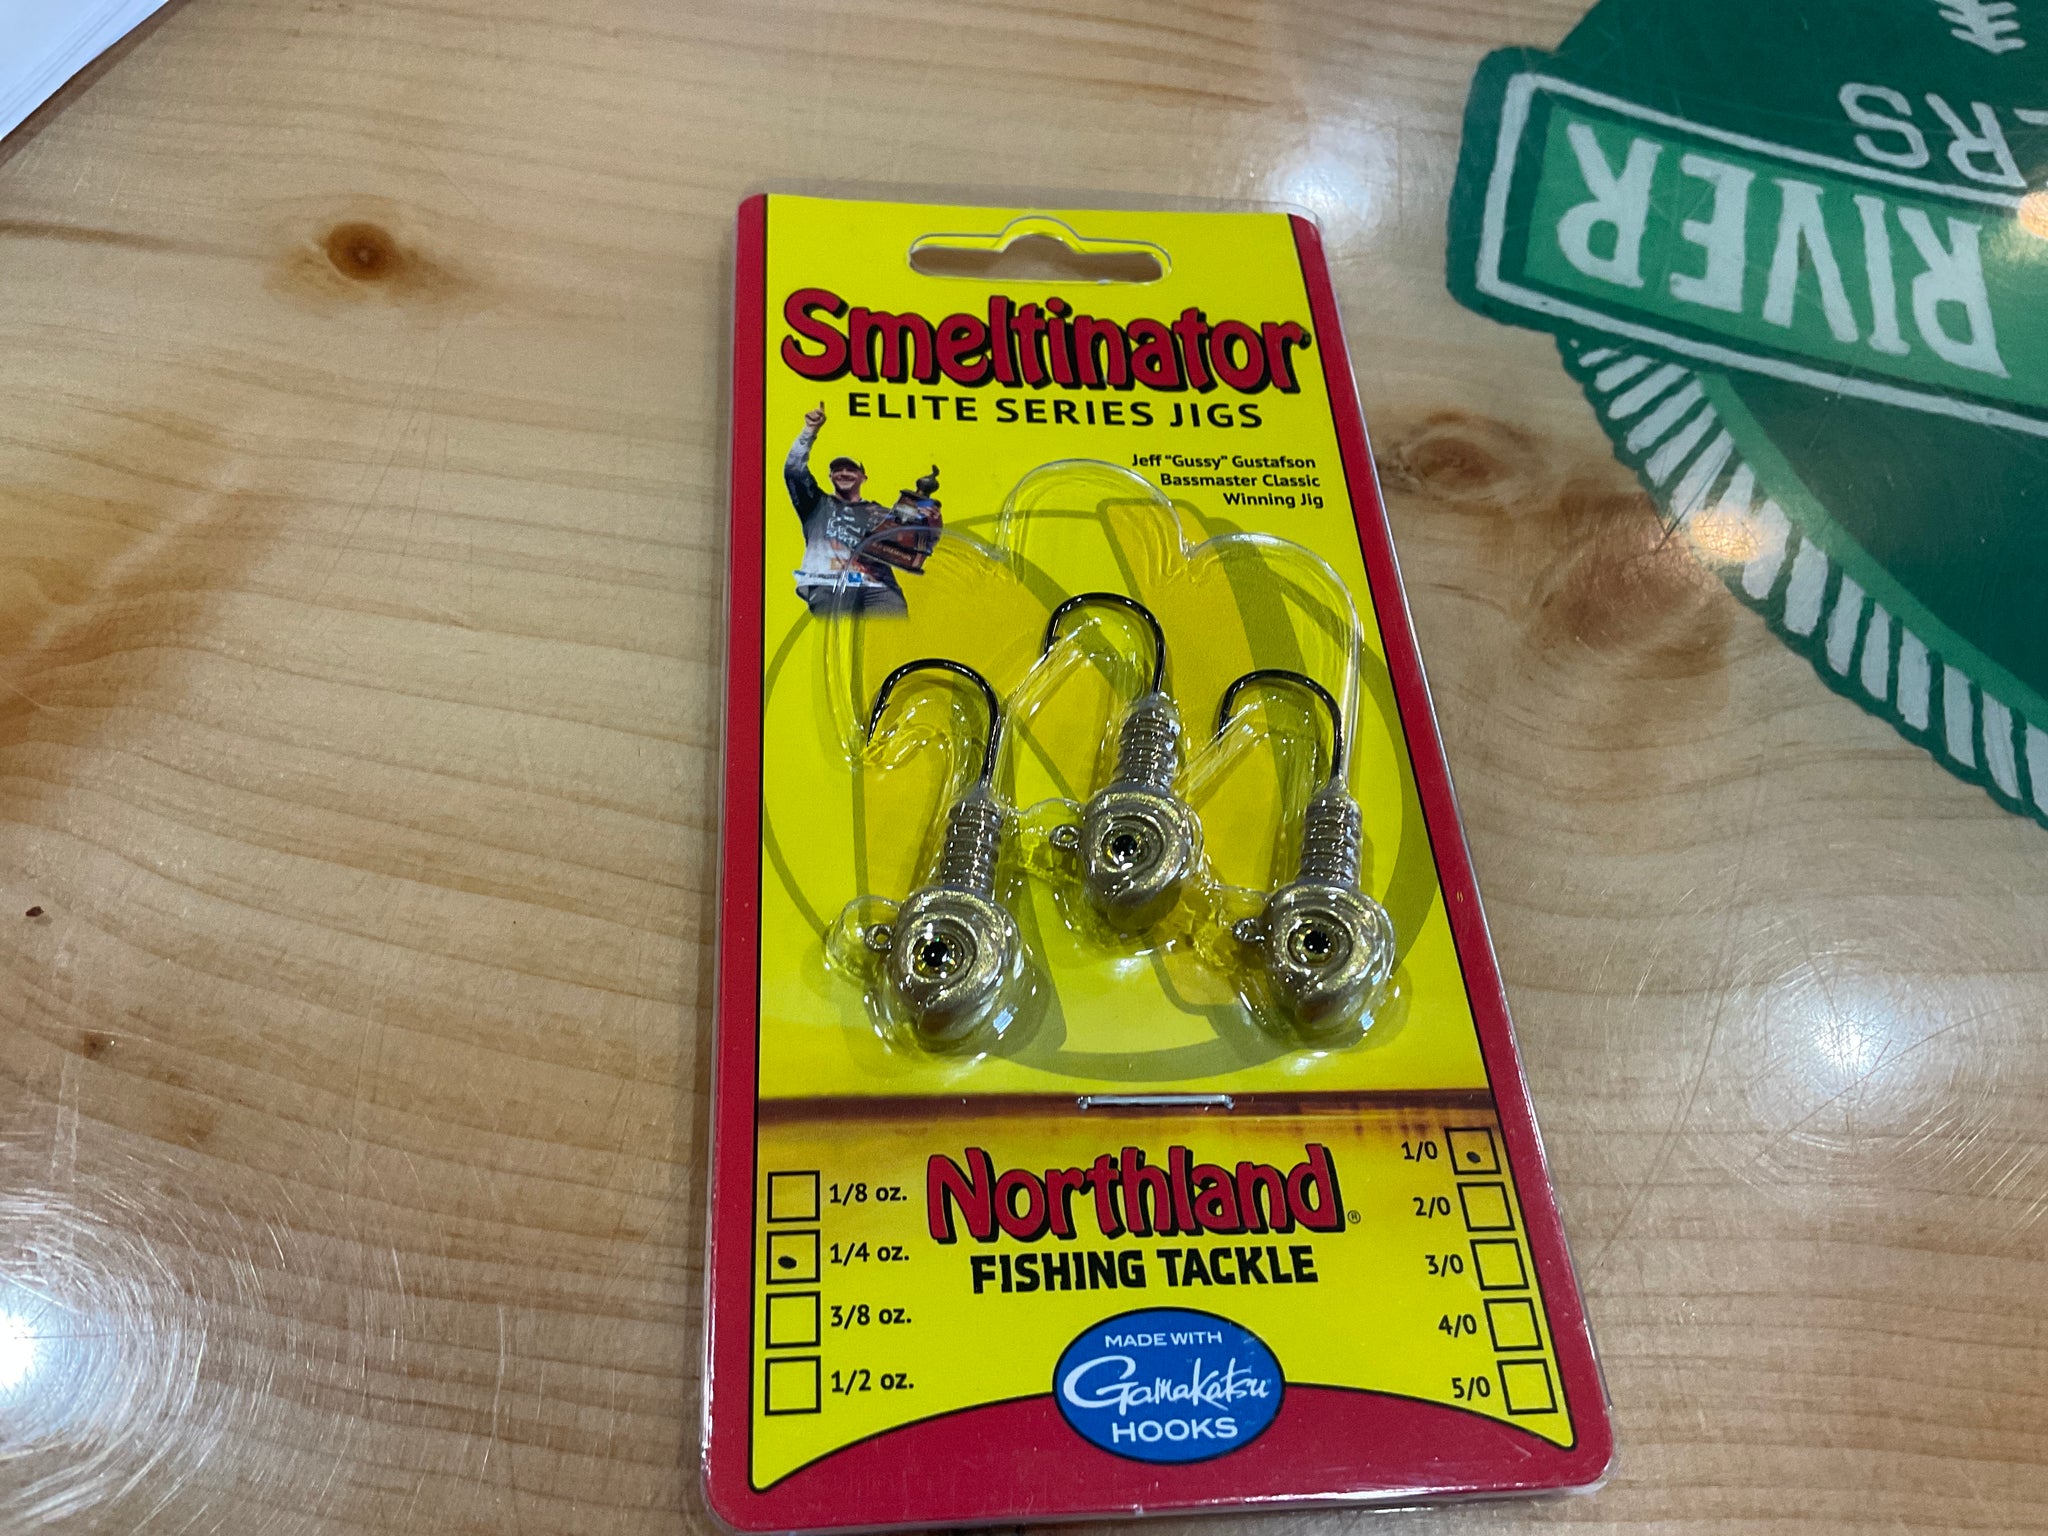 Smeltinator
ELITE SERIES JIGS
Jeff "Gussy" Gustafson
Bassmaster Classic
Winning Jig
Northland®
FISHING TACKLE
1/8 oz.
1/4 oz.
3/8 oz.
1/2 oz.
1/0
2/0
3/0
4/0
5/0
MADE WITH
Gamakatsu
HOOKS
RIVER